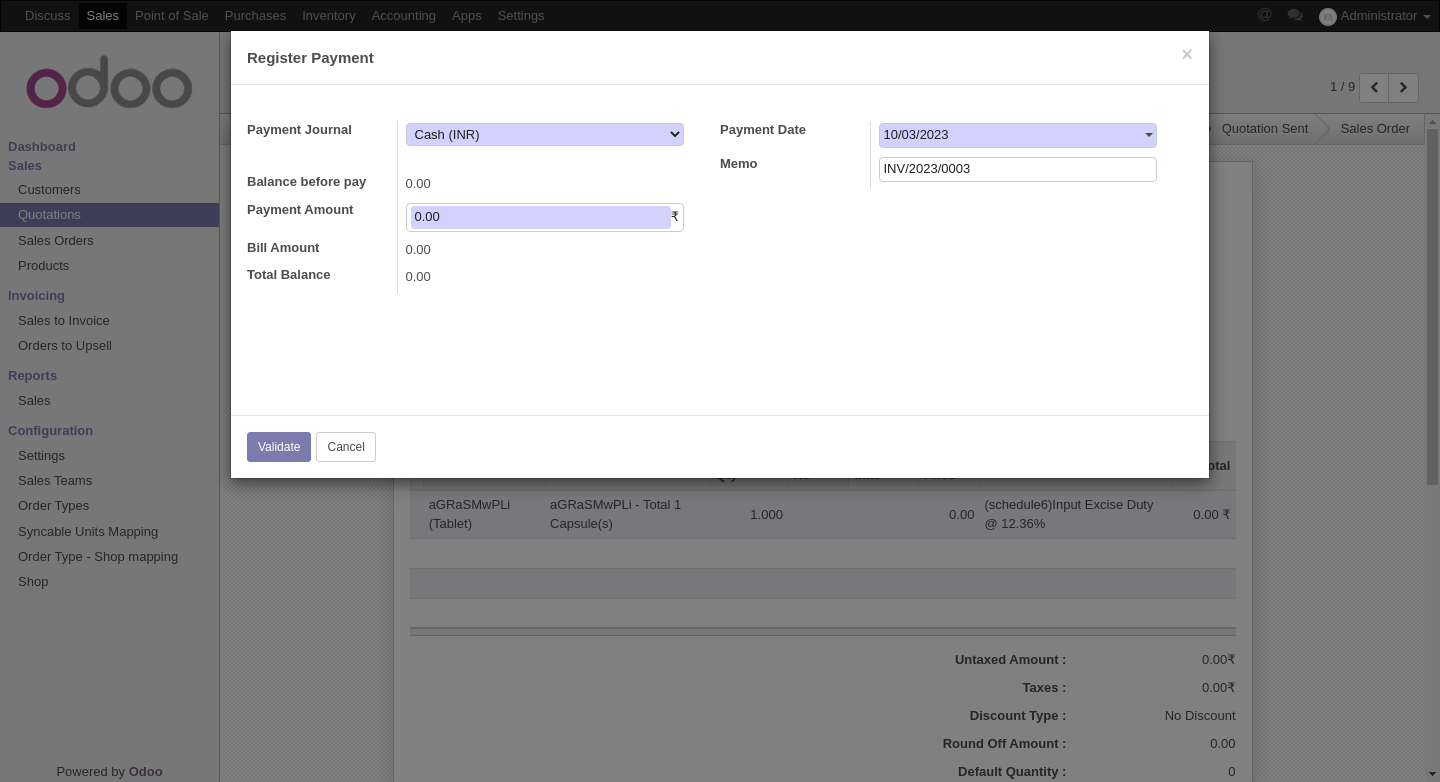 Discuss Sales Point of Sale Purchases Inventory Accounting Apps Settings @ Administrator
Register Payment ×
odoo
1 / 9
Quotation Sent Sales Order
Payment Journal Cash (INR) Payment Date 10/03/2023
Memo INV/2023/0003
Balance before pay 0.00
Payment Amount 0.00 ₹
Bill Amount 0.00
Total Balance 0.00
Validate Cancel
Dashboard
Sales
Customers
Quotations
Sales Orders
Products
Invoicing
Sales to Invoice
Orders to Upsell
Reports
Sales
Configuration
Settings
Sales Teams
Order Types
Syncable Units Mapping
Order Type - Shop mapping
Shop
Powered by Odoo
aGRaSMwPLi aGRaSMwPLi - Total 1 1.000 0.00 (schedule6)Input Excise Duty 0.00 ₹
(Tablet) Capsule(s) @ 12.36%
Untaxed Amount : 0.00₹
Taxes : 0.00₹
Discount Type : No Discount
Round Off Amount : 0.00
Default Quantity : 0